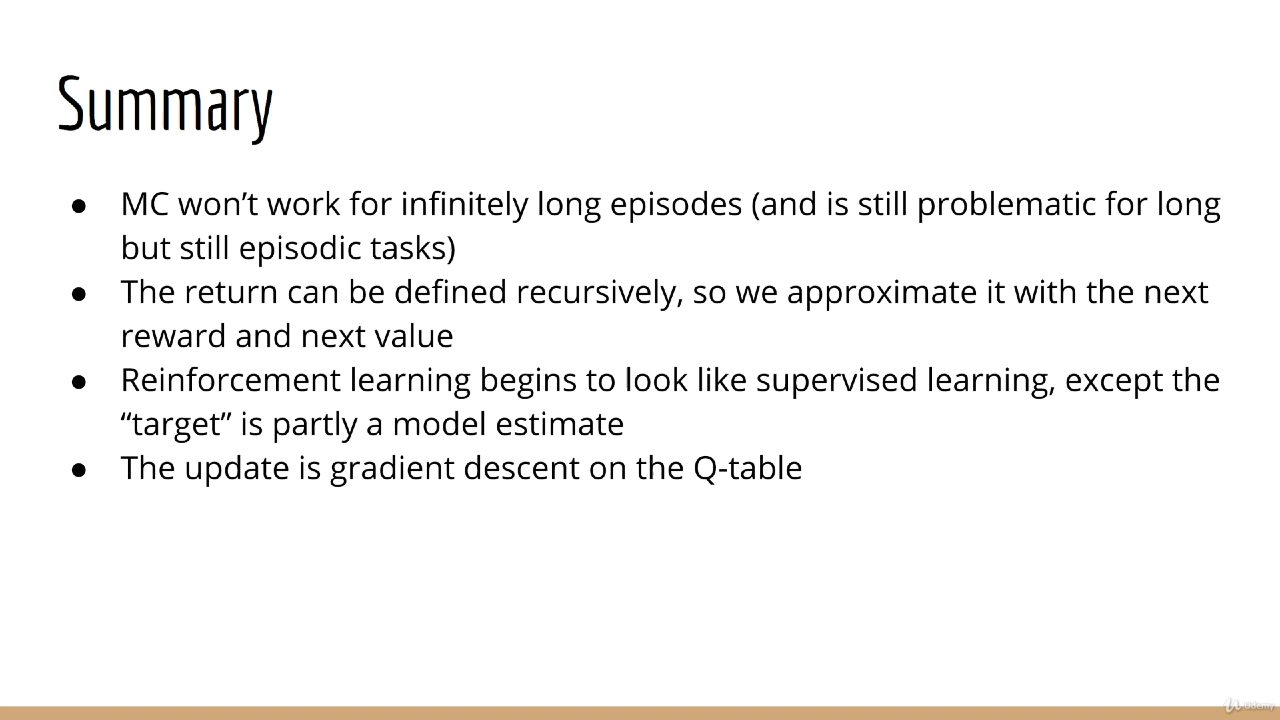 Summary
● MC won’t work for infinitely long episodes (and is still problematic for long
but still episodic tasks)
● The return can be defined recursively, so we approximate it with the next
reward and next value
● Reinforcement learning begins to look like supervised learning, except the
“target” is partly a model estimate
● The update is gradient descent on the Q-table
Udemy